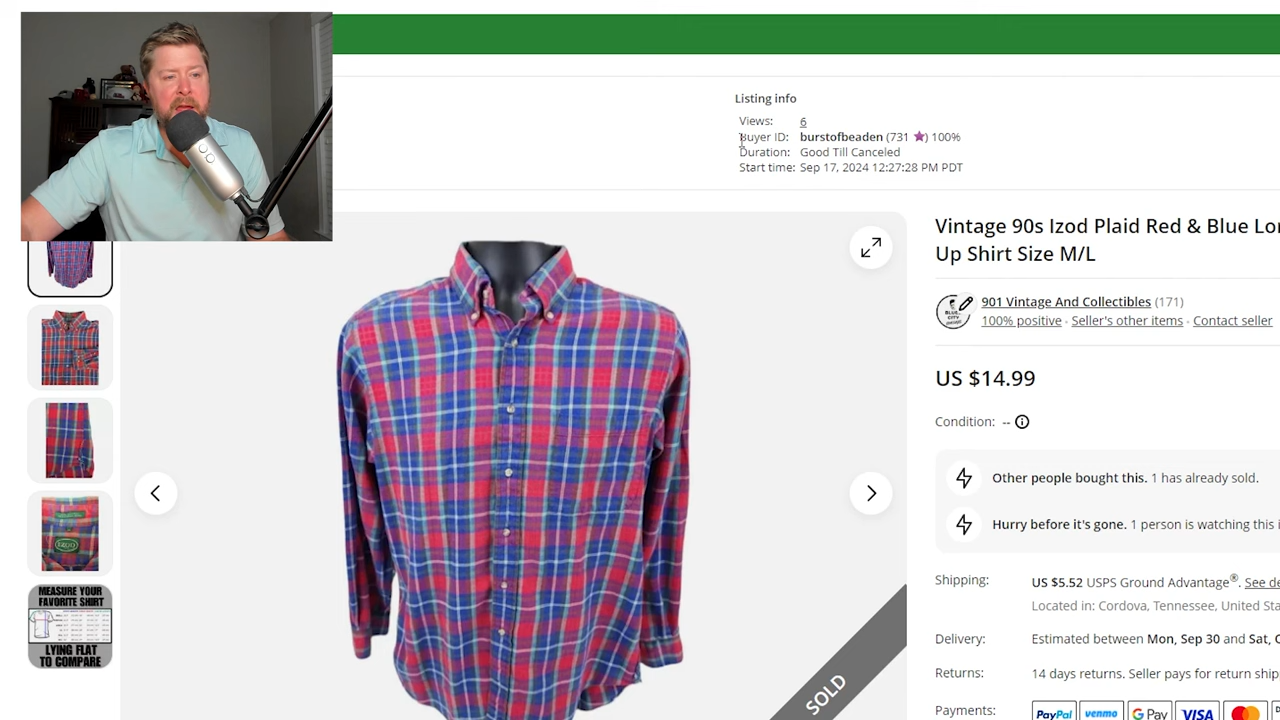 Listing info
Views: 6
Buyer ID: burstofbeaden (731 ) 100%
Duration: Good Till Canceled
Start time: Sep 17, 2024 12:27:28 PM PDT
Vintage 90s Izod Plaid Red & Blue Lo
Up Shirt Size M/L
901 Vintage And Collectibles (171)
100% positive · Seller's other items · Contact seller
US $14.99
Condition: --
Other people bought this. 1 has already sold.
Hurry before it's gone. 1 person is watching this i
Shipping: US $5.52 USPS Ground Advantage®. See de
Located in: Cordova, Tennessee, United Sta
Delivery: Estimated between Mon, Sep 30 and Sat,
Returns: 14 days returns. Seller pays for return ship
Payments: PayPal venmo G Pay VISA
SOLD
IZOD
MEASURE YOUR
FAVORITE SHIRT
LYING FLAT
TO COMPARE